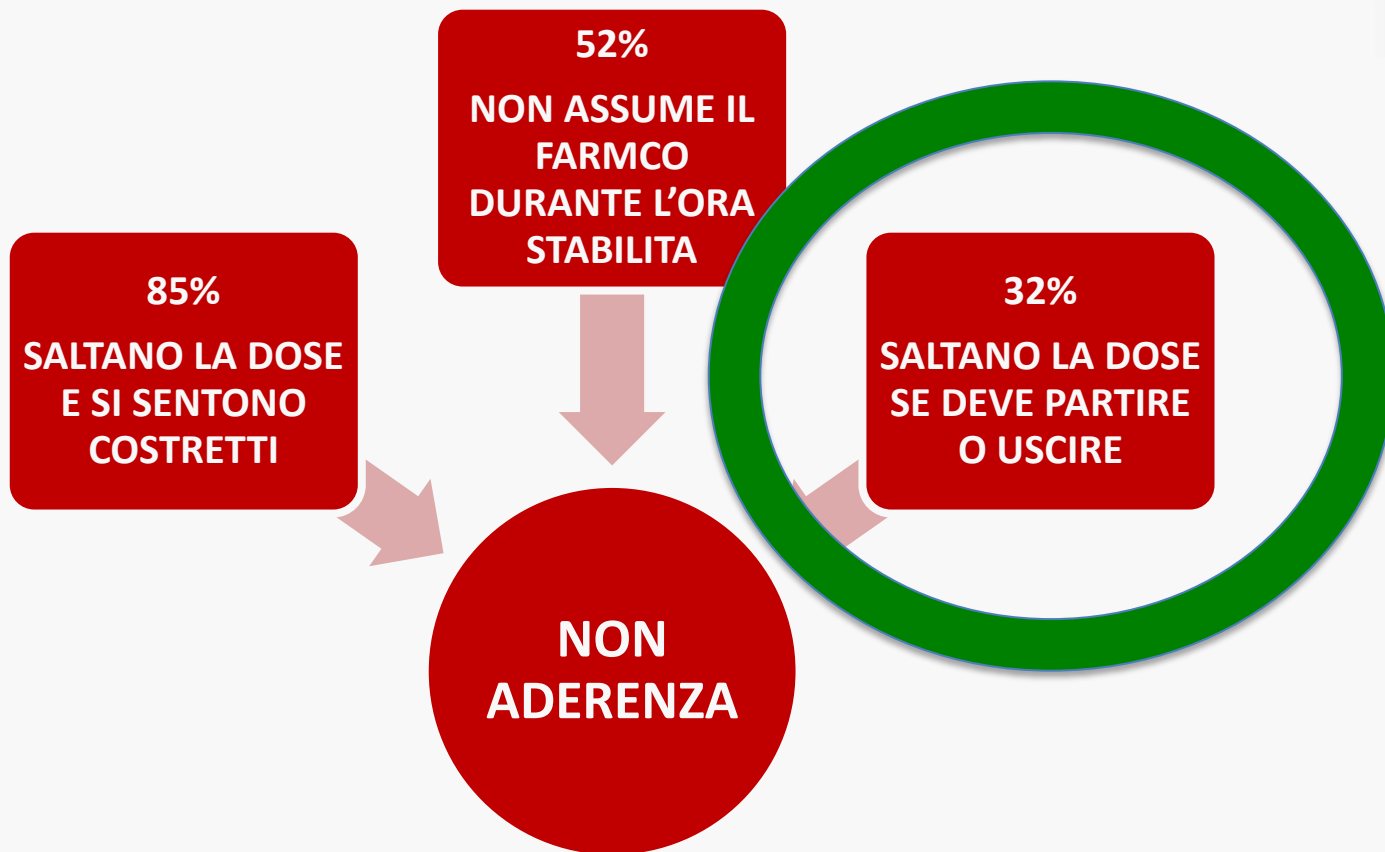 52%
NON ASSUME IL
FARMCO
DURANTE L’ORA
STABILITA
85%
SALTANO LA DOSE
E SI SENTONO
COSTRETTI
32%
SALTANO LA DOSE
SE DEVE PARTIRE
O USCIRE
NON
ADERENZA